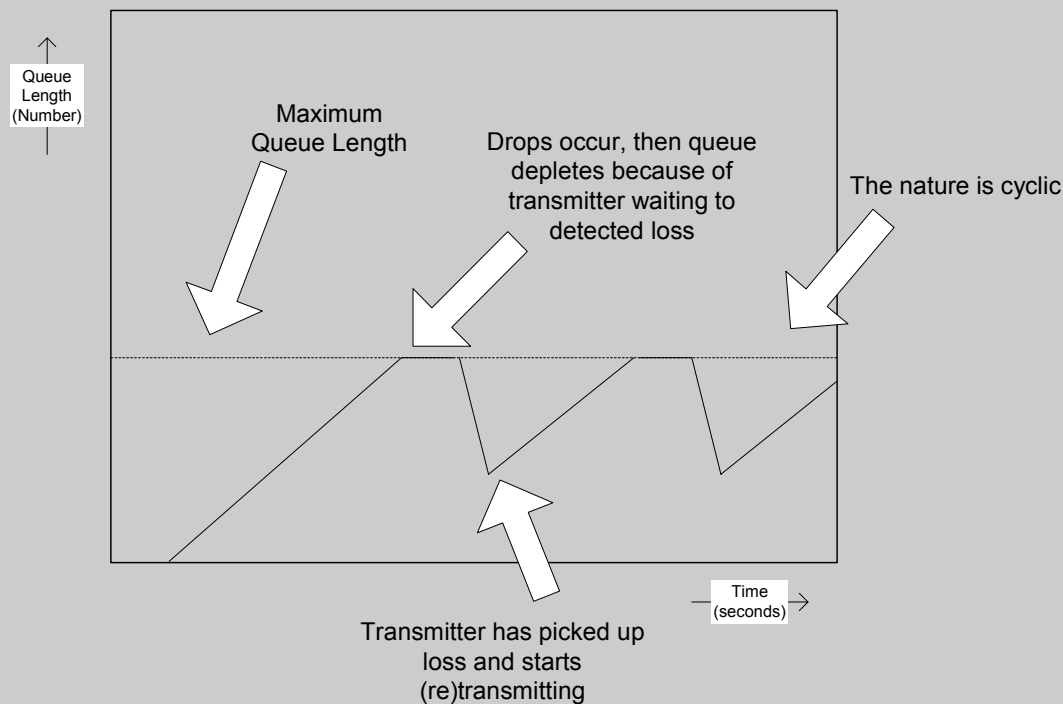 Queue
Length
(Number)
Maximum
Queue Length
Drops occur, then queue
depletes because of
transmitter waiting to
detected loss
The nature is cyclic
Time
(seconds)
Transmitter has picked up
loss and starts
(re)transmitting